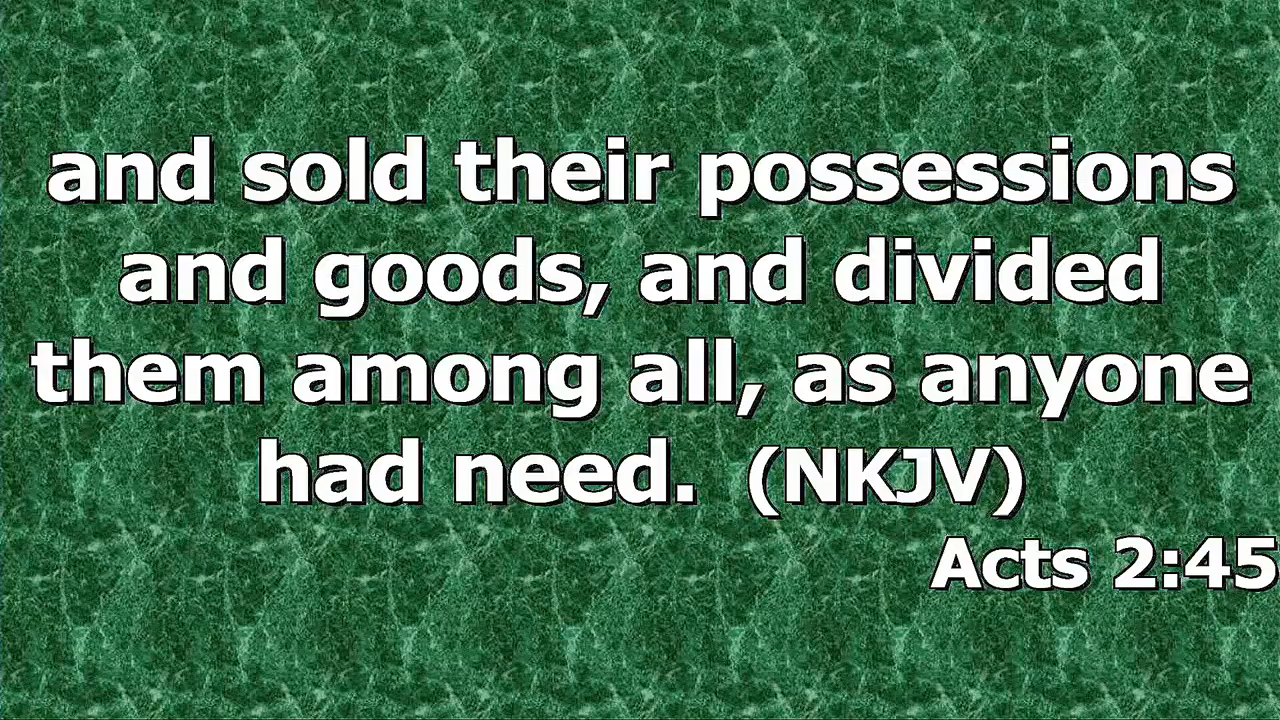 and sold their possessions
and goods, and divided
them among all, as anyone
had need.  (NKJV)
Acts 2:45